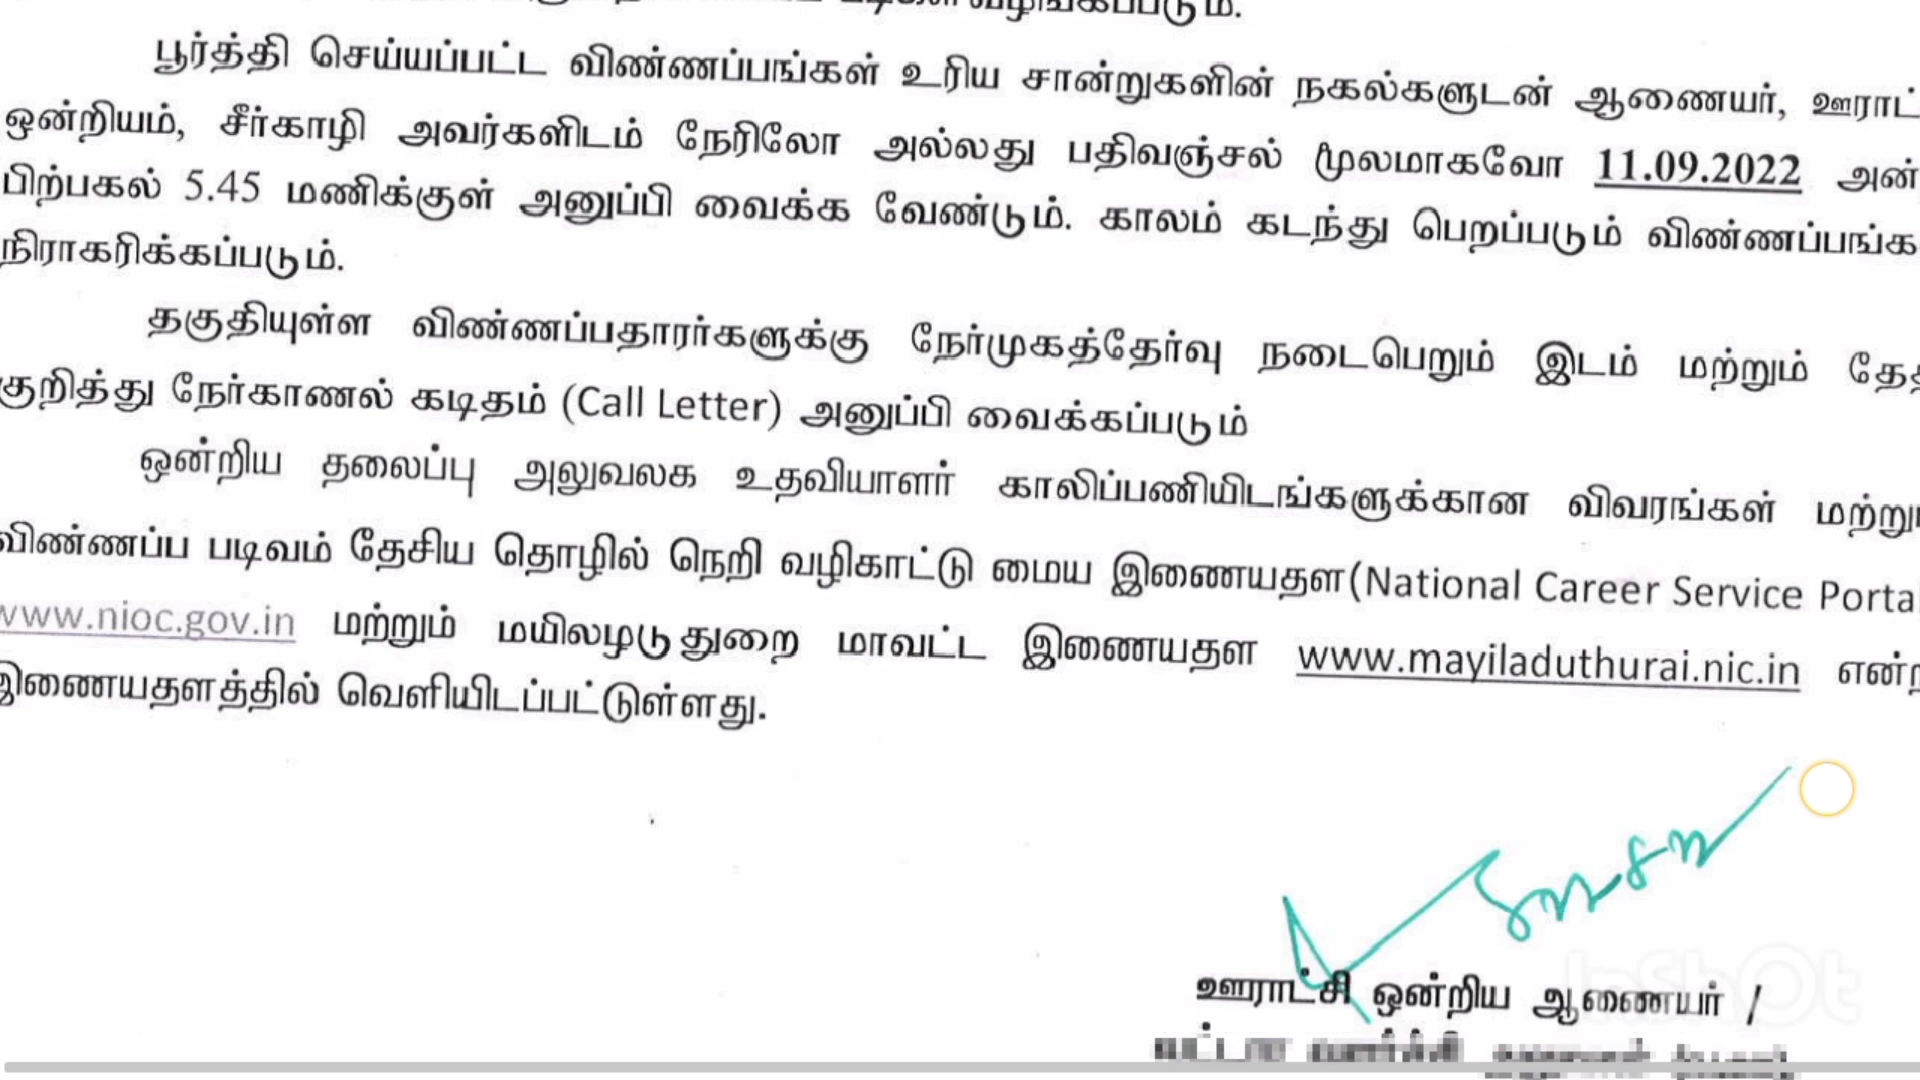 வழங்கப்படும்.
பூர்த்தி செய்யப்பட்ட விண்ணப்பங்கள் உரிய சான்றுகளின் நகல்களுடன் ஆணையர், ஊராட்
ஒன்றியம், சீர்காழி அவர்களிடம் நேரிலோ அல்லது பதிவஞ்சல் மூலமாகவோ 11.09.2022 அன்
பிற்பகல் 5.45 மணிக்குள் அனுப்பி வைக்க வேண்டும். காலம் கடந்து பெறப்படும் விண்ணப்பங்க
நிராகரிக்கப்படும்.
தகுதியுள்ள விண்ணப்பதாரர்களுக்கு நேர்முகத்தேர்வு நடைபெறும் இடம் மற்றும் தேத
குறித்து நேர்காணல் கடிதம் (Call Letter) அனுப்பி வைக்கப்படும்
ஒன்றிய தலைப்பு அலுவலக உதவியாளர் காலிப்பணியிடங்களுக்கான விவரங்கள் மற்றும்
விண்ணப்ப படிவம் தேசிய தொழில் நெறி வழிகாட்டு மைய இணையதள(National Career Service Portal
www.nioc.gov.in மற்றும் மயிலாடுதுறை மாவட்ட இணையதள www.mayiladuthurai.nic.in என்ற
இணையதளத்தில் வெளியிடப்பட்டுள்ளது.
ஊராட்சி ஒன்றிய ஆணையர் /
InShOt